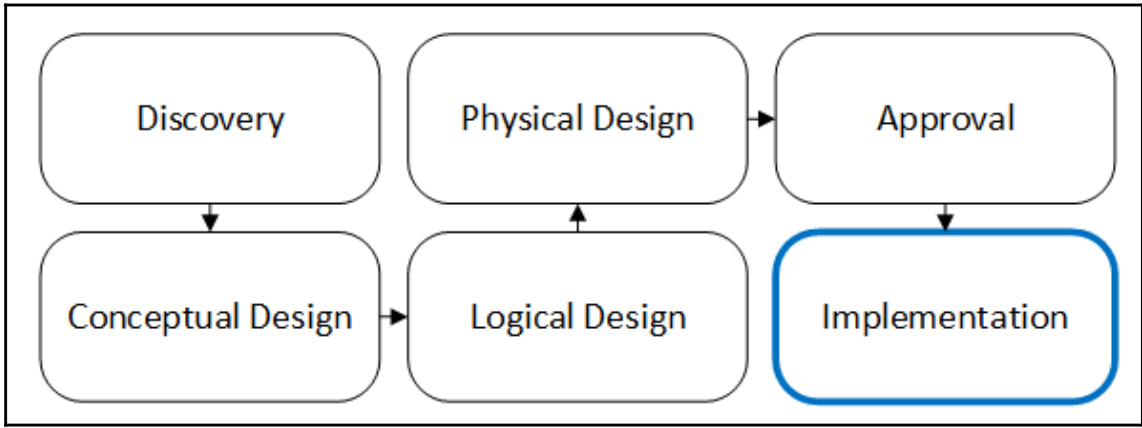 Discovery
Physical Design
Approval
Conceptual Design
Logical Design
Implementation